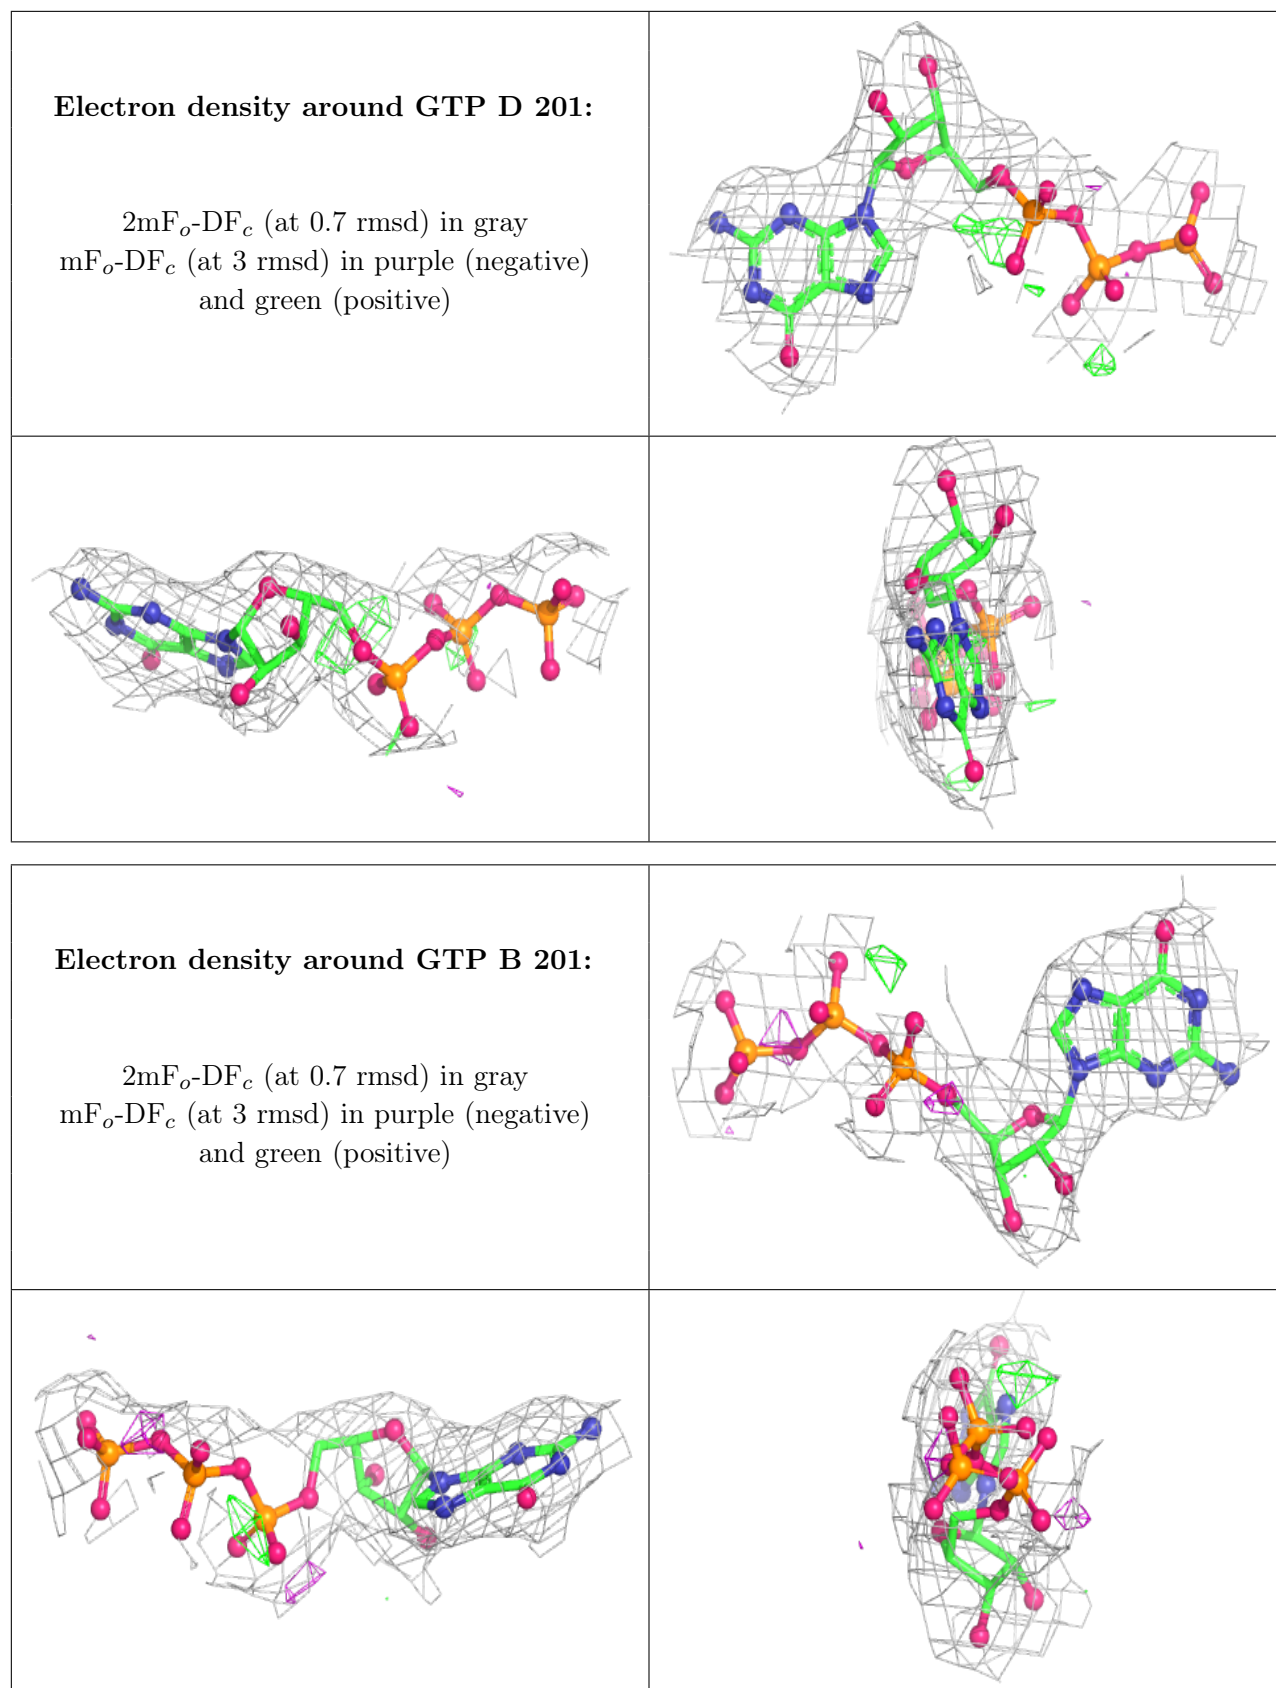 Electron density around GTP D 201:
2mFo-DFc (at 0.7 rmsd) in gray
mFo-DFc (at 3 rmsd) in purple (negative)
and green (positive)
Electron density around GTP B 201:
2mFo-DFc (at 0.7 rmsd) in gray
mFo-DFc (at 3 rmsd) in purple (negative)
and green (positive)